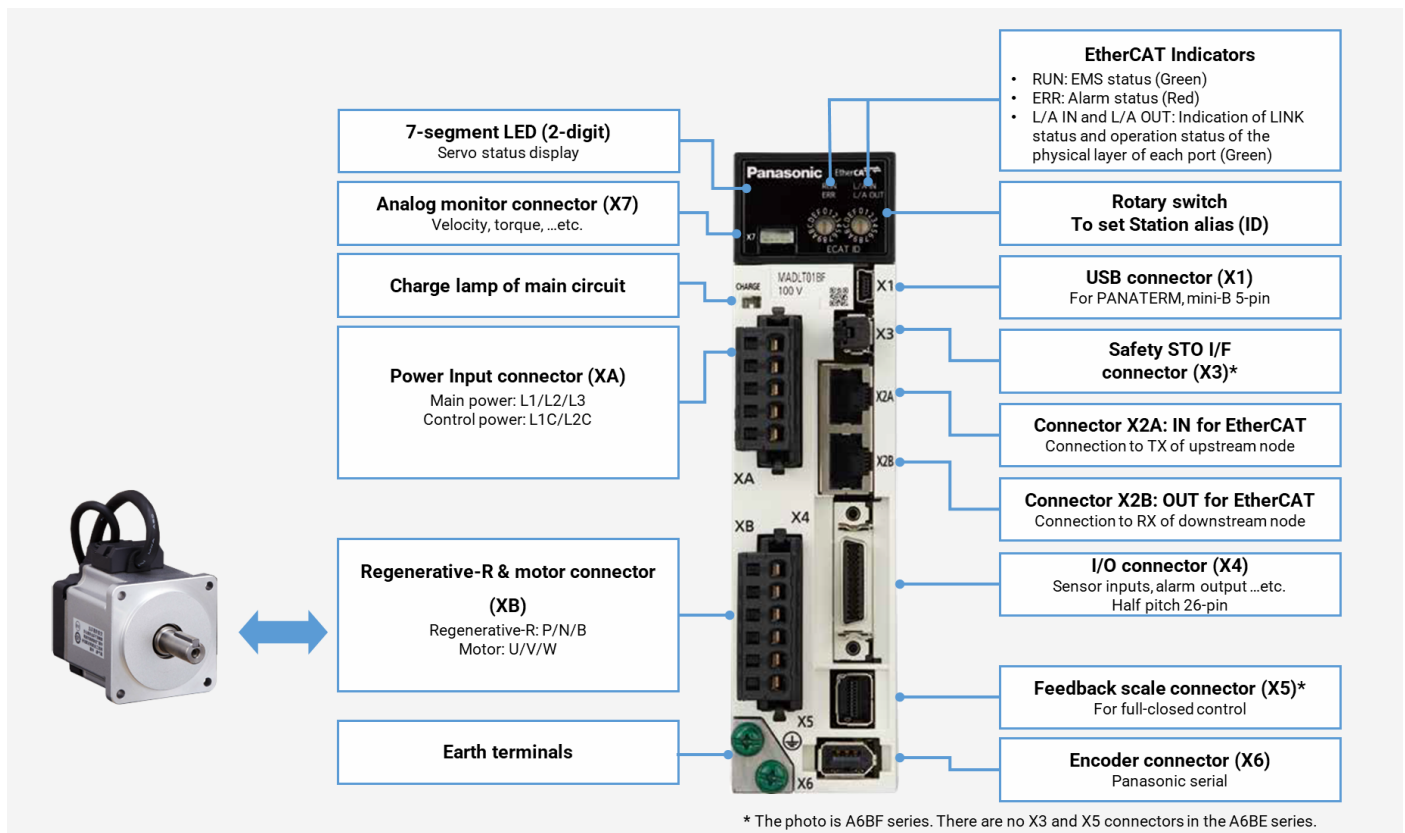 7-segment LED (2-digit)
Servo status display
Analog monitor connector (X7)
Velocity, torque, ...etc.
Charge lamp of main circuit
Power Input connector (XA)
Main power: L1/L2/L3
Control power: L1C/L2C
Regenerative-R & motor connector
(XB)
Regenerative-R: P/N/B
Motor: U/V/W
Earth terminals
Panasonic
EtherCAT
RUN
ERR
L/A IN
L/A OUT
X7
ECAT ID
CHARGE
MADLT01BF
100 V
X1
X3
X2A
X2B
XA
XB
X4
X5
X6
EtherCAT Indicators
• RUN: EMS status (Green)
• ERR: Alarm status (Red)
• L/A IN and L/A OUT: Indication of LINK
status and operation status of the
physical layer of each port (Green)
Rotary switch
To set Station alias (ID)
USB connector (X1)
For PANATERM, mini-B 5-pin
Safety STO I/F
connector (X3)*
Connector X2A: IN for EtherCAT
Connection to TX of upstream node
Connector X2B: OUT for EtherCAT
Connection to RX of downstream node
I/O connector (X4)
Sensor inputs, alarm output ...etc.
Half pitch 26-pin
Feedback scale connector (X5)*
For full-closed control
Encoder connector (X6)
Panasonic serial
* The photo is A6BF series. There are no X3 and X5 connectors in the A6BE series.